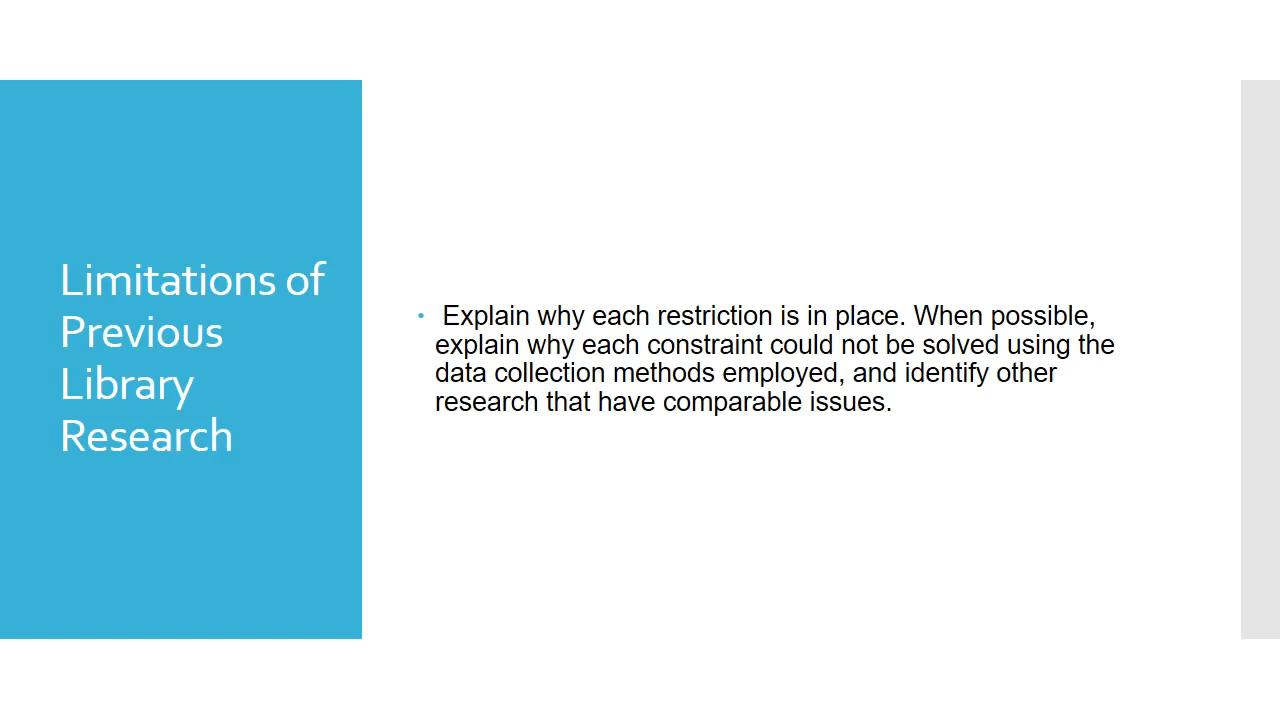 Limitations of
Previous
Library
Research
• Explain why each restriction is in place. When possible,
explain why each constraint could not be solved using the
data collection methods employed, and identify other
research that have comparable issues.